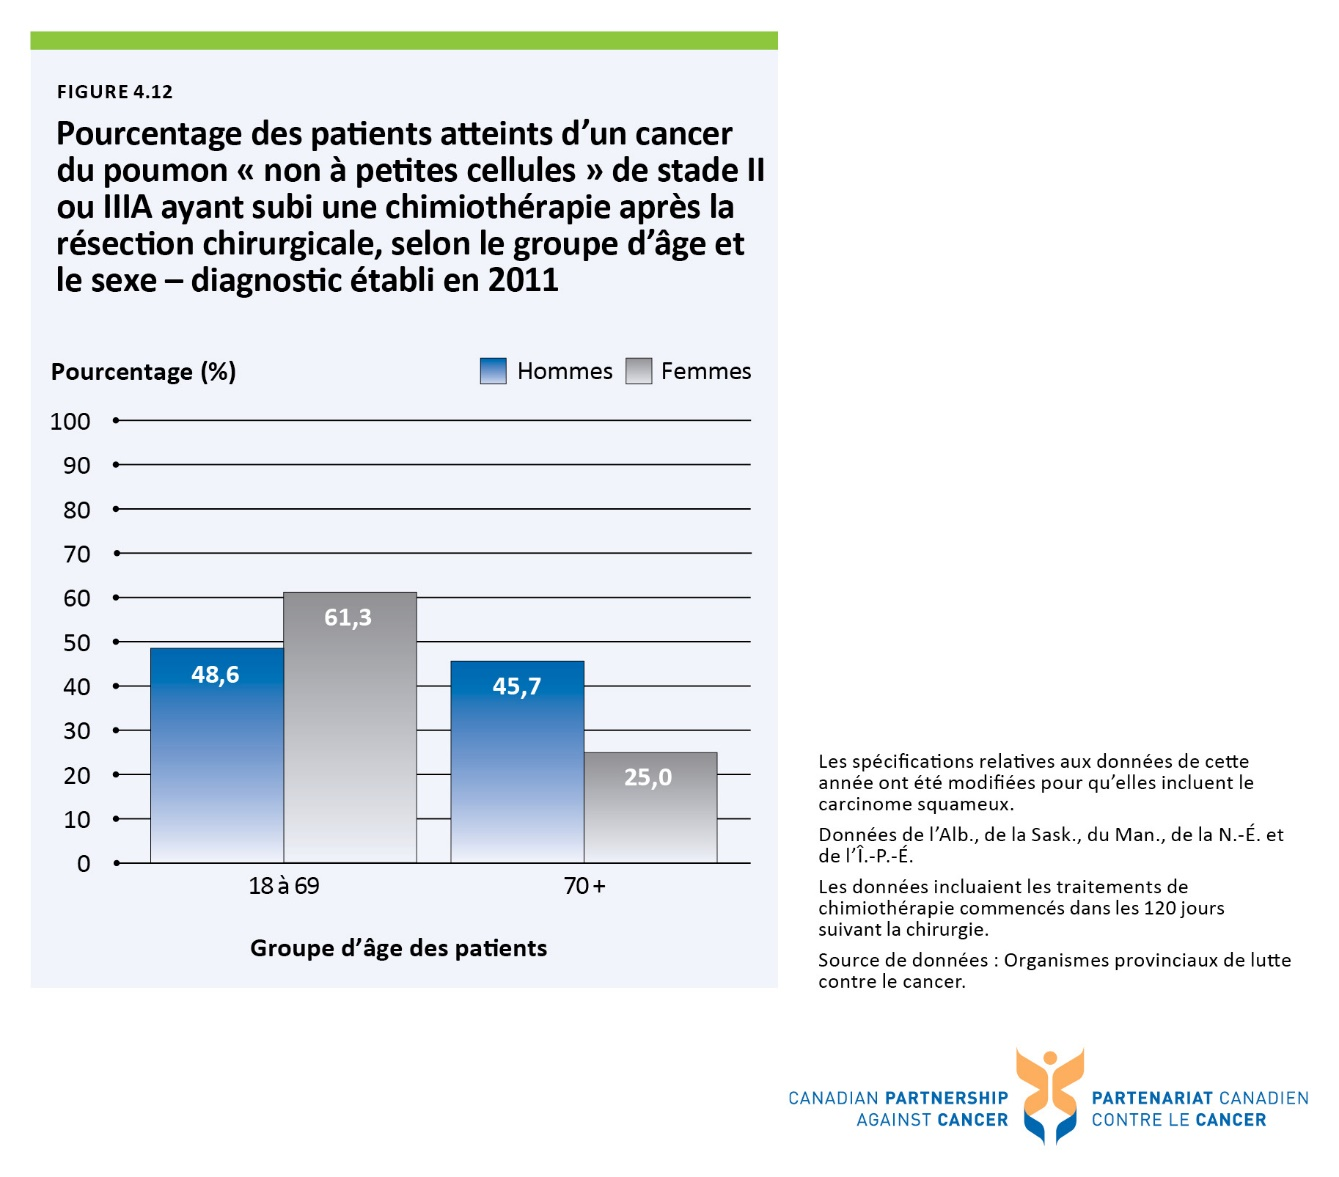 FIGURE 4.12
Pourcentage des patients atteints d’un cancer
du poumon « non à petites cellules » de stade II
ou IIIA ayant subi une chimiothérapie après la
résection chirurgicale, selon le groupe d’âge et
le sexe – diagnostic établi en 2011
Pourcentage (%)
Hommes Femmes
100
90
80
70
60
50
40
30
20
10
0
48,6
61,3
45,7
25,0
18 à 69
70 +
Groupe d’âge des patients
Les spécifications relatives aux données de cette
année ont été modifiées pour qu’elles incluent le
carcinome squameux.
Données de l’Alb., de la Sask., du Man., de la N.-É. et
de l’Î.-P.-É.
Les données incluaient les traitements de
chimiothérapie commencés dans les 120 jours
suivant la chirurgie.
Source de données : Organismes provinciaux de lutte
contre le cancer.
CANADIAN PARTNERSHIP
AGAINST CANCER
PARTENARIAT CANADIEN
CONTRE LE CANCER